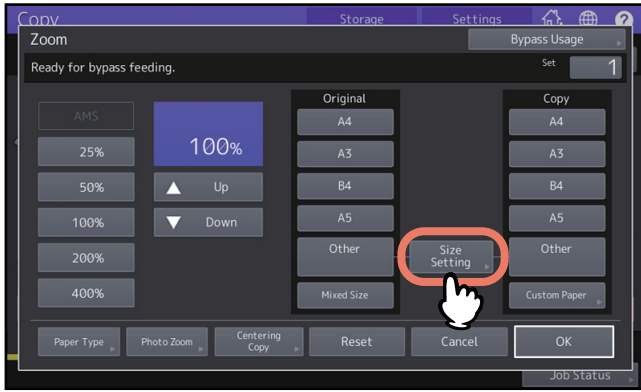 Copy
Storage
Settings
?
Zoom
Bypass Usage
Ready for bypass feeding.
Set
1
AMS
25%
50%
100%
200%
400%
100%
Up
Down
Original
A4
A3
B4
A5
Other
Mixed Size
Size
Setting
Copy
A4
A3
B4
A5
Other
Custom Paper
Paper Type
Photo Zoom
Centering
Copy
Reset
Cancel
OK
Job Status